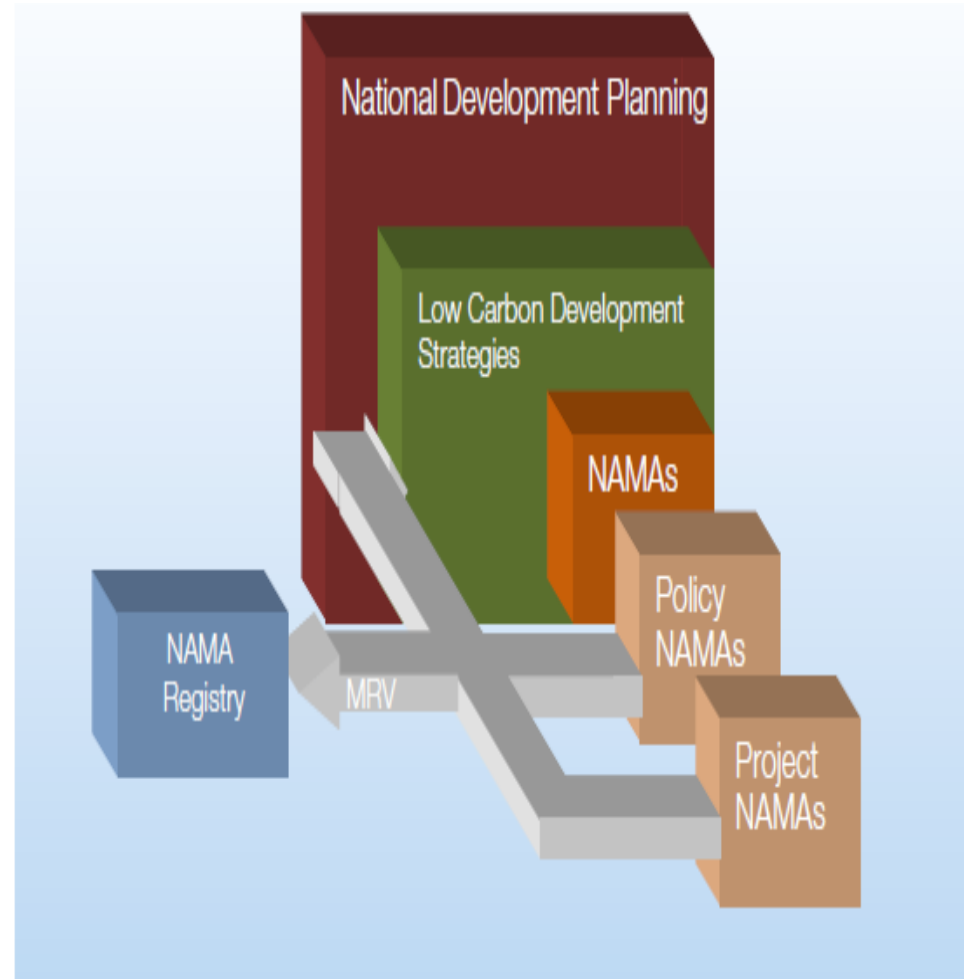 National Development Planning
Low Carbon Development
Strategies
NAMAs
Policy
NAMAs
NAMA
Registry
MRV
Project
NAMAs